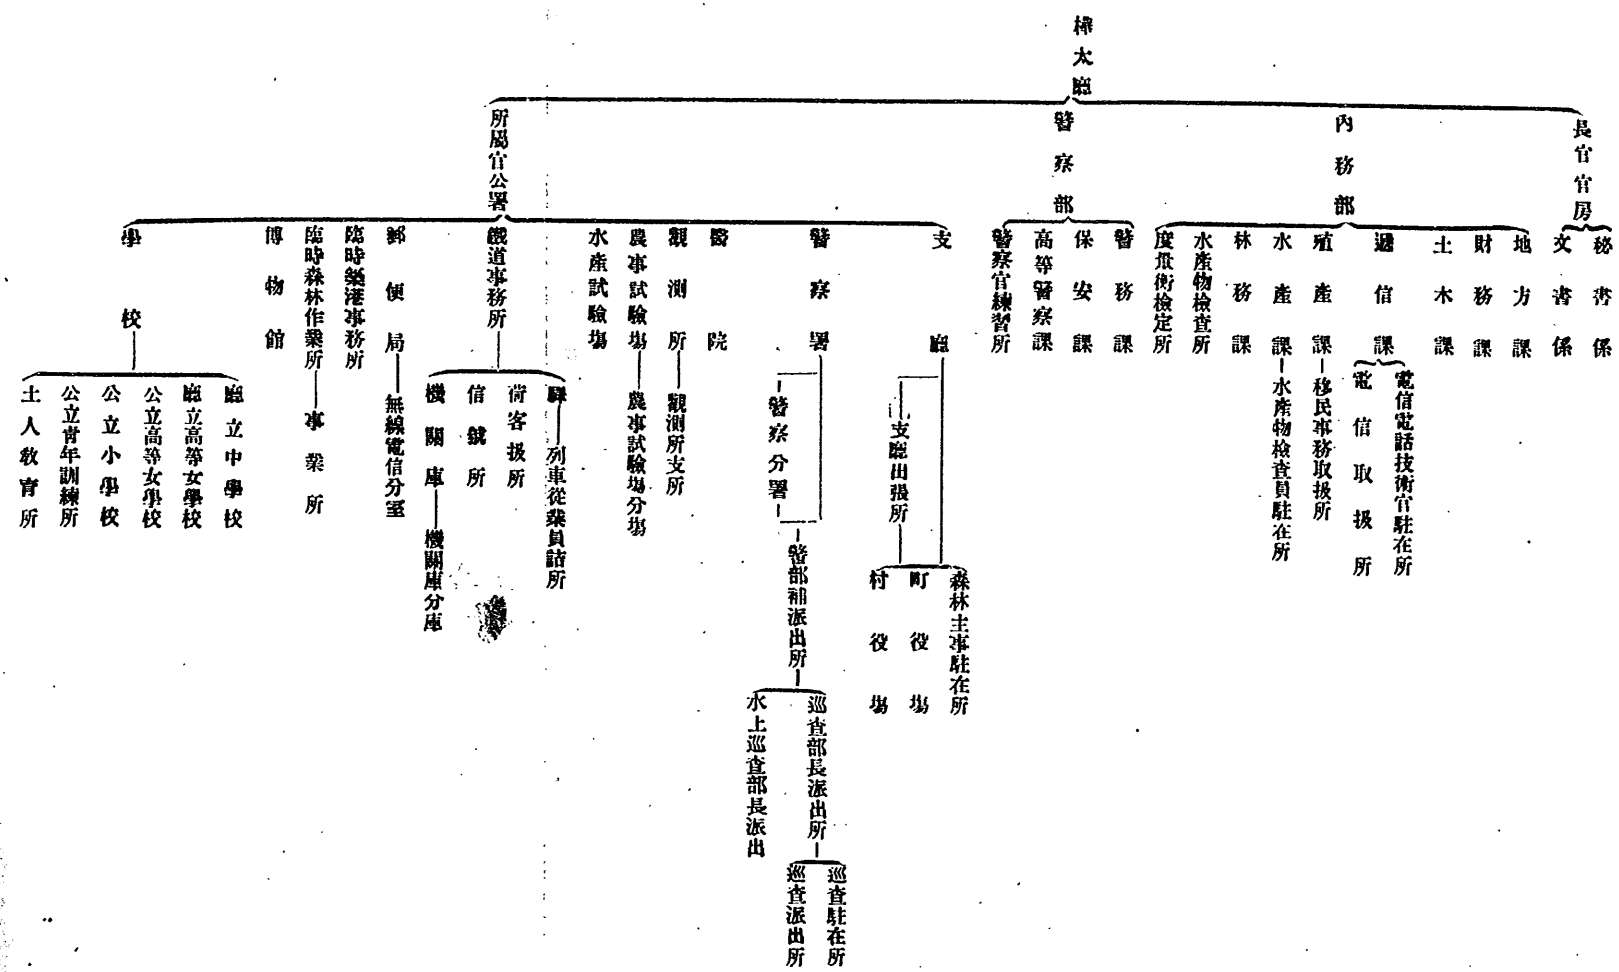 樺太廳
長官官房
秘書係
文書係
內務部
地方課
財務課
土木課
遞信課
電信電話技術官駐在所
電信取扱所
殖產課
移民事務取扱所
水產課
水產物檢查員駐在所
林務課
水產物檢查所
度量衡檢定所
警察部
警務課
保安課
高等警察課
警察官練習所
所屬官公署
支廳
支廳出張所
森林主事駐在所
町役場
村役場
警察署
警察分署
警部補派出所
巡查部長派出所
巡查駐在所
巡查派出所
水上巡查部長派出
醫院
觀測所
觀測所支所
農事試驗場
農事試驗場分場
水產試驗場
鐵道事務所
驛
列車從業員詰所
荷客扱所
信號所
機關庫
機關庫分庫
郵便局
無線電信分室
臨時築港事務所
臨時森林作業所
事業所
博物館
學校
廳立中學校
廳立高等女學校
公立高等女學校
公立小學校
公立青年訓練所
土人敎育所